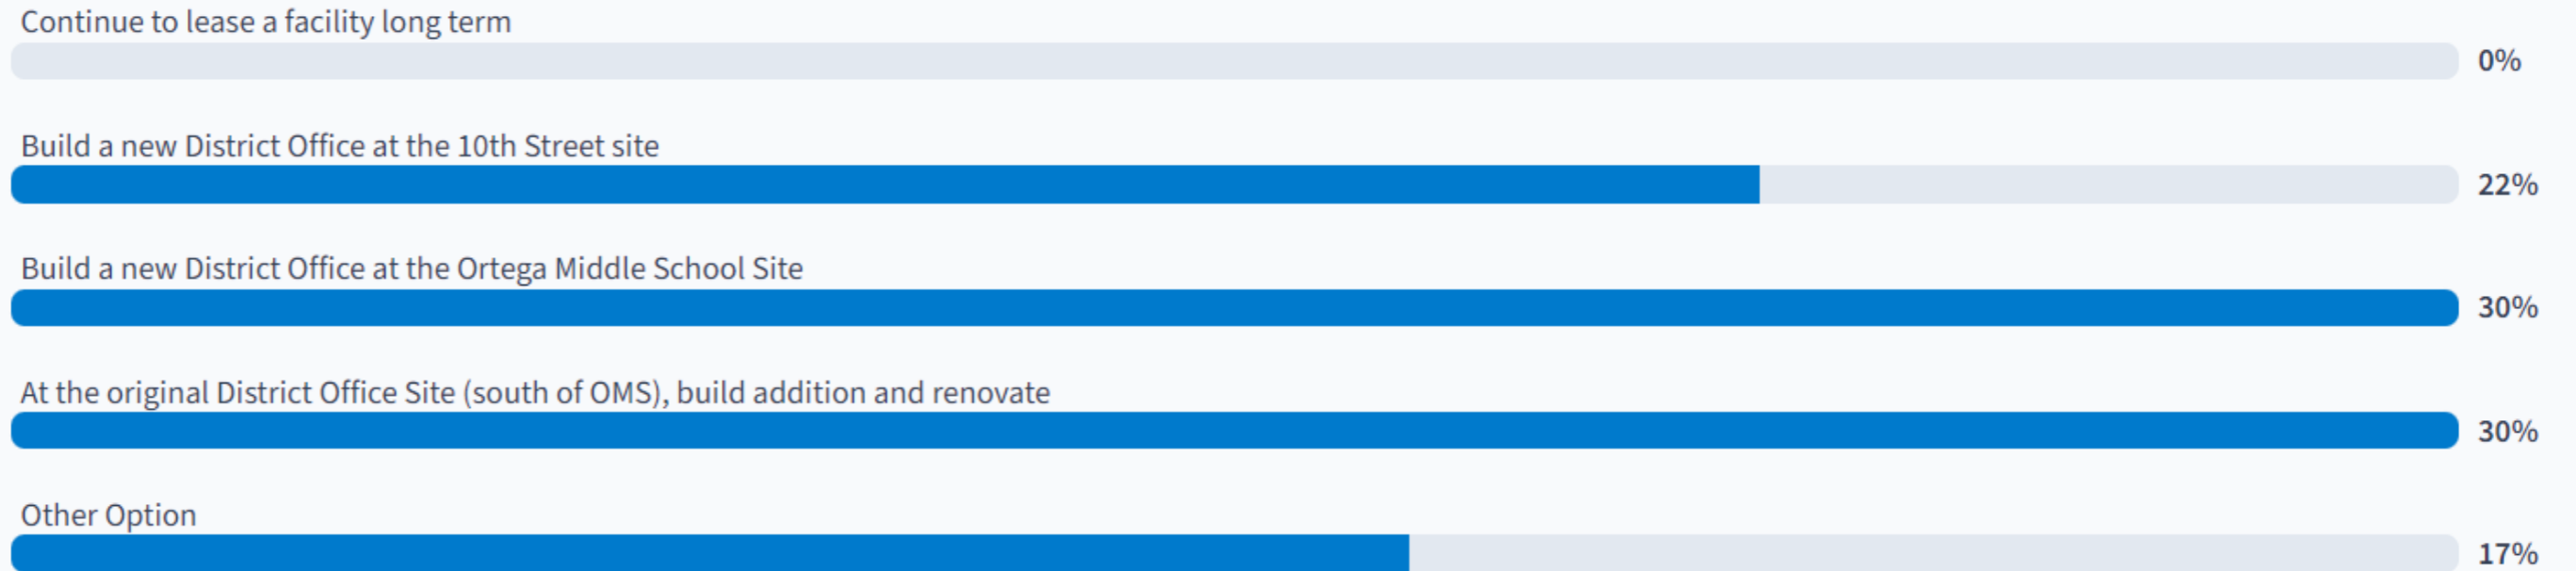 Continue to lease a facility long term
0%
Build a new District Office at the 10th Street site
22%
Build a new District Office at the Ortega Middle School Site
30%
At the original District Office Site (south of OMS), build addition and renovate
30%
Other Option
17%